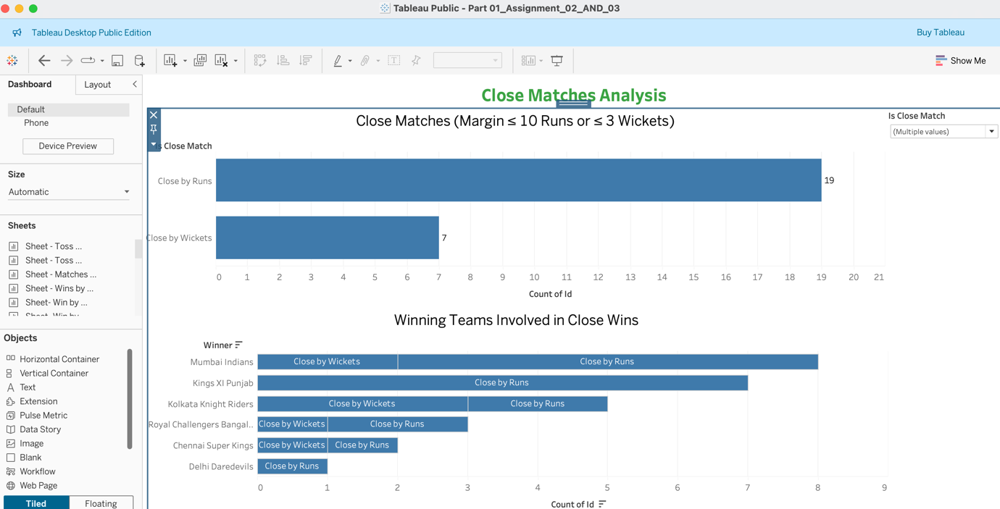 Tableau Public - Part 01_Assignment_02_AND_03
Tableau Desktop Public Edition
Buy Tableau
Show Me
Dashboard
Layout
Default
Phone
Device Preview
Size
Automatic
Sheets
Sheet - Toss ...
Sheet - Toss ...
Sheet - Matches ...
Sheet - Wins by ...
Sheet- Win by ...
Objects
Horizontal Container
Vertical Container
Text
Extension
Pulse Metric
Data Story
Image
Blank
Workflow
Web Page
Tiled
Floating
Close Matches Analysis
Close Matches (Margin ≤ 10 Runs or ≤ 3 Wickets)
Is Close Match
(Multiple values)
Is Close Match
Close by Runs
19
Close by Wickets
7
0 1 2 3 4 5 6 7 8 9 10 11 12 13 14 15 16 17 18 19 20 21
Count of Id
Winning Teams Involved in Close Wins
Winner
Mumbai Indians Close by Wickets Close by Runs
Kings XI Punjab Close by Runs
Kolkata Knight Riders Close by Wickets Close by Runs
Royal Challengers Bangal.. Close by Wickets Close by Runs
Chennai Super Kings Close by Wickets Close by Runs
Delhi Daredevils Close by Runs
0 1 2 3 4 5 6 7 8 9
Count of Id